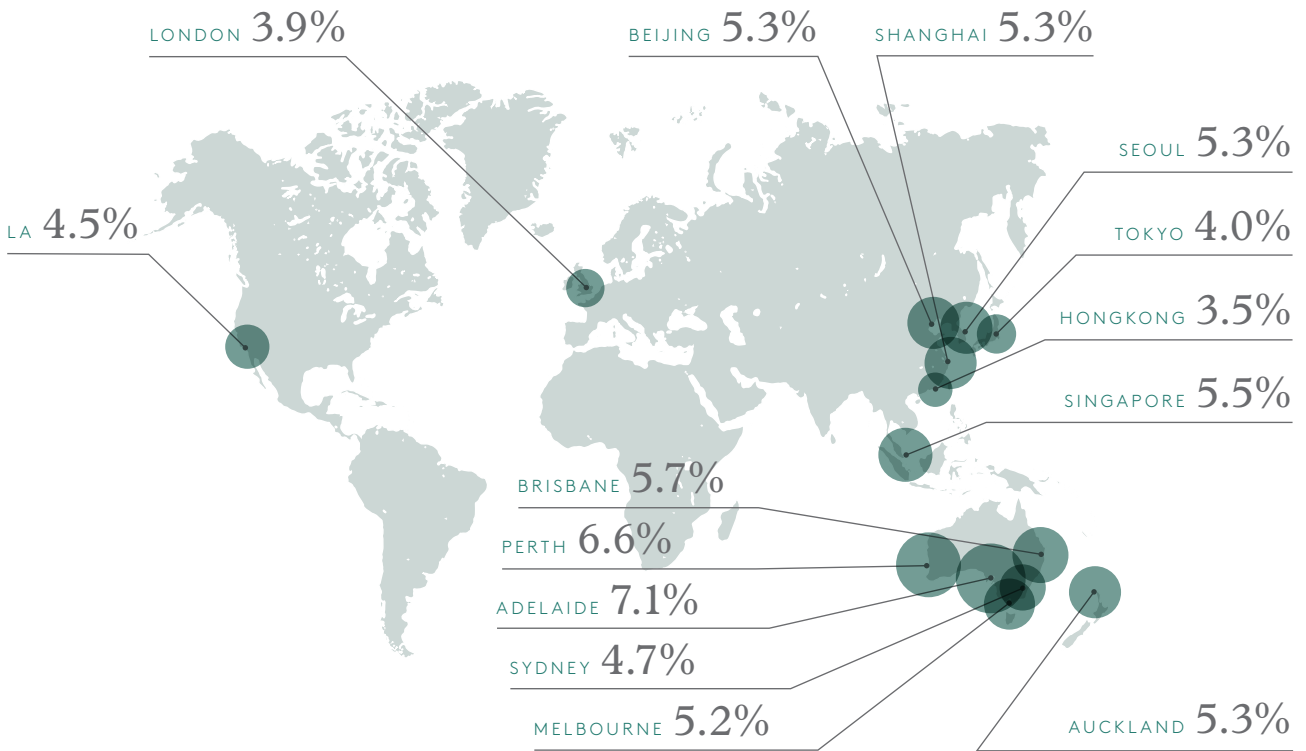 LONDON 3.9%
BEIJING 5.3%
SHANGHAI 5.3%
SEOUL 5.3%
LA 4.5%
TOKYO 4.0%
HONGKONG 3.5%
SINGAPORE 5.5%
BRISBANE 5.7%
PERTH 6.6%
ADELAIDE 7.1%
SYDNEY 4.7%
MELBOURNE 5.2%
AUCKLAND 5.3%